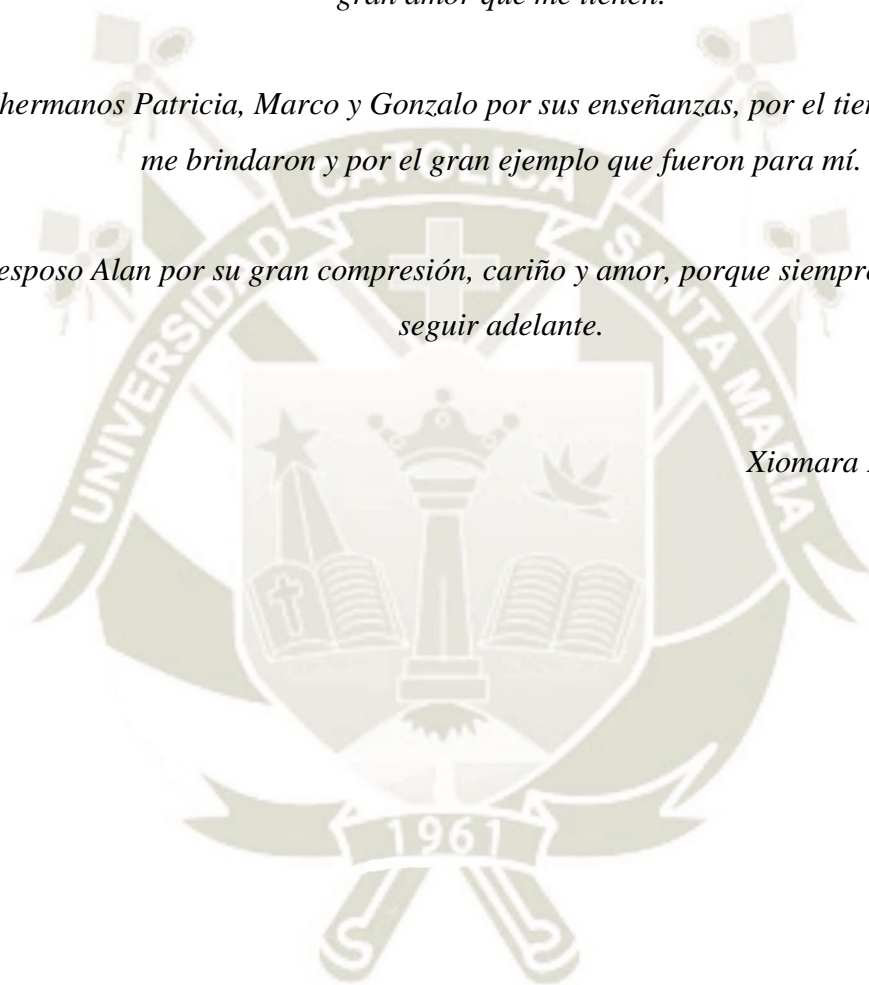 gran amor que me tienen.
hermanos Patricia, Marco y Gonzalo por sus enseñanzas, por el
me brindaron y por el gran ejemplo que fueron para mí.
esposo Alan por su gran compresión, cariño y amor, porque siempre
seguir adelante.
Xiomara
UNIVERSIDAD CATOLICA SANTA MARIA
1961